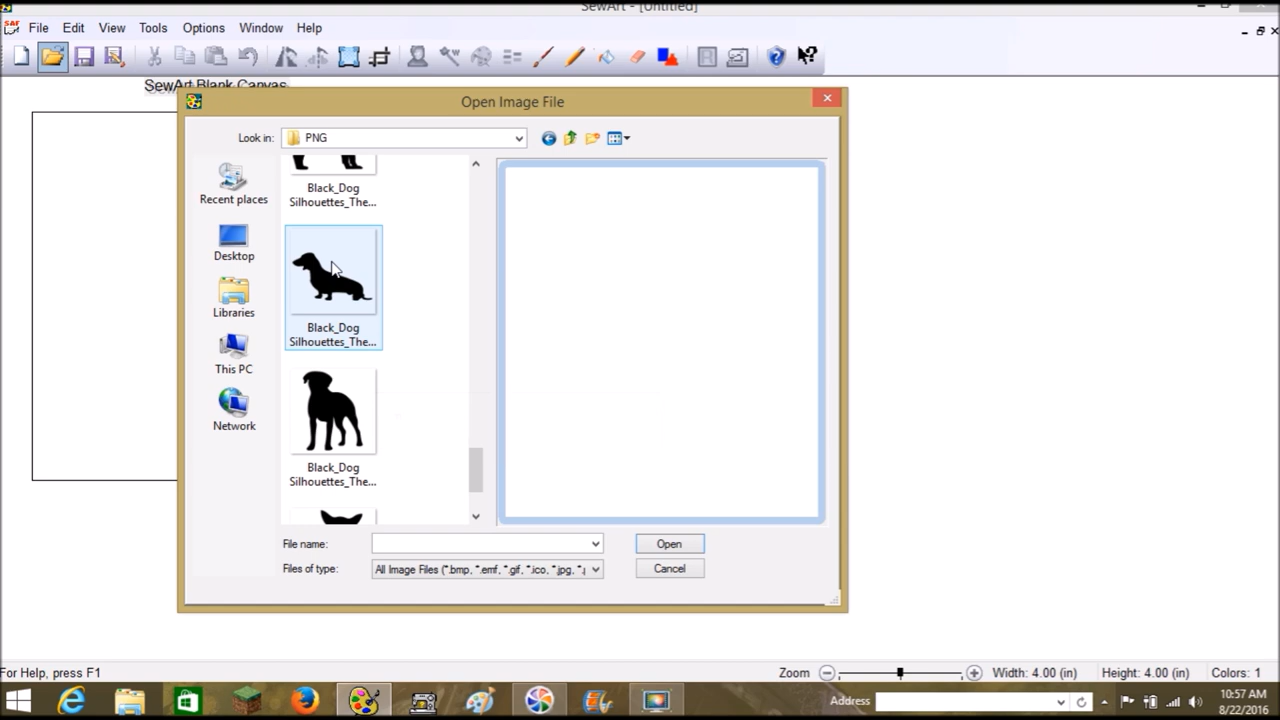 SewArt - [Untitled]
File Edit View Tools Options Window Help
SewArt Blank Canvas
Open Image File
Look in: PNG
Recent places
Desktop
Libraries
This PC
Network
Black_Dog
Silhouettes_The...
Black_Dog
Silhouettes_The...
Black_Dog
Silhouettes_The...
File name:
Open
Files of type: All Image Files (*.bmp, *.emf, *.gif, *.ico, *.jpg, *.
Cancel
For Help, press F1
Zoom
Width: 4.00 (in)
Height: 4.00 (in)
Colors: 1
Address
10:57 AM
8/22/2016